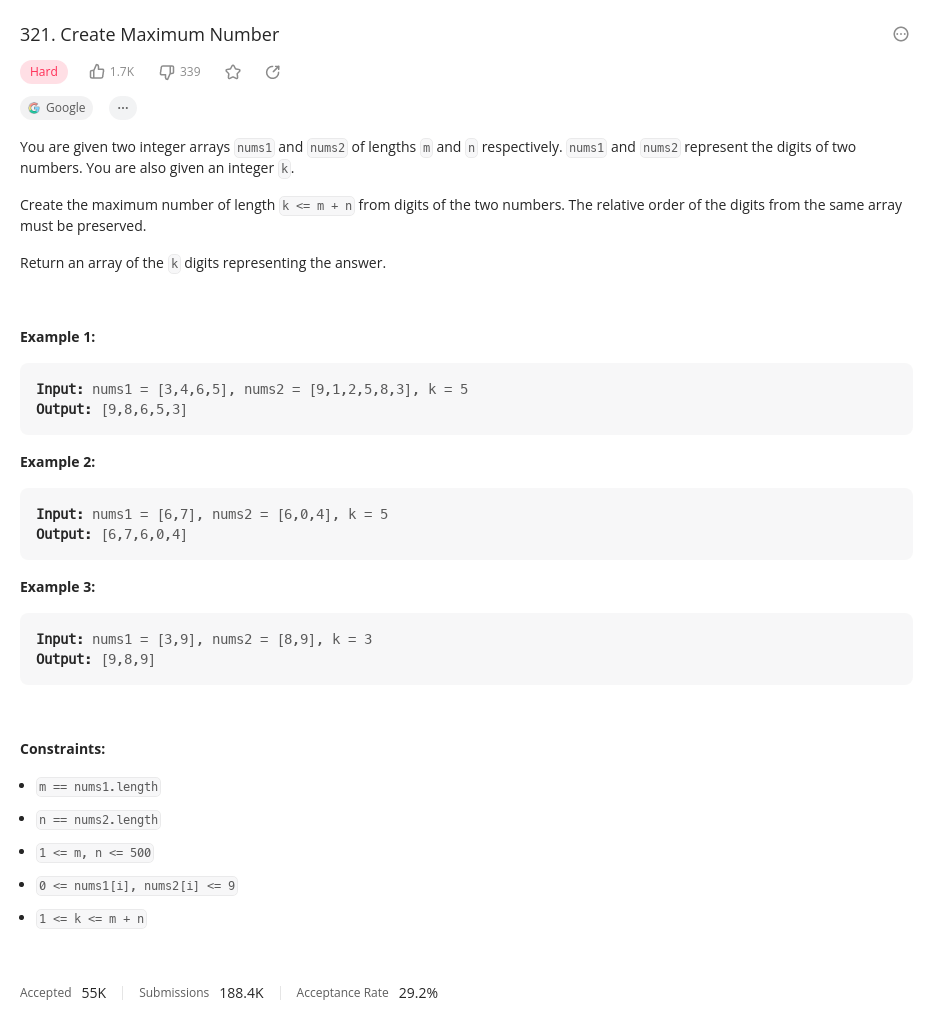 321. Create Maximum Number
Hard 1.7K 339
Google ...
You are given two integer arrays nums1 and nums2 of lengths m and n respectively. nums1 and nums2 represent the digits of two
numbers. You are also given an integer k.
Create the maximum number of length k <= m + n from digits of the two numbers. The relative order of the digits from the same array
must be preserved.
Return an array of the k digits representing the answer.
Example 1:
Input: nums1 = [3,4,6,5], nums2 = [9,1,2,5,8,3], k = 5
Output: [9,8,6,5,3]
Example 2:
Input: nums1 = [6,7], nums2 = [6,0,4], k = 5
Output: [6,7,6,0,4]
Example 3:
Input: nums1 = [3,9], nums2 = [8,9], k = 3
Output: [9,8,9]
Constraints:
• m == nums1.length
• n == nums2.length
• 1 <= m, n <= 500
• 0 <= nums1[i], nums2[i] <= 9
• 1 <= k <= m + n
Accepted 55K Submissions 188.4K Acceptance Rate 29.2%